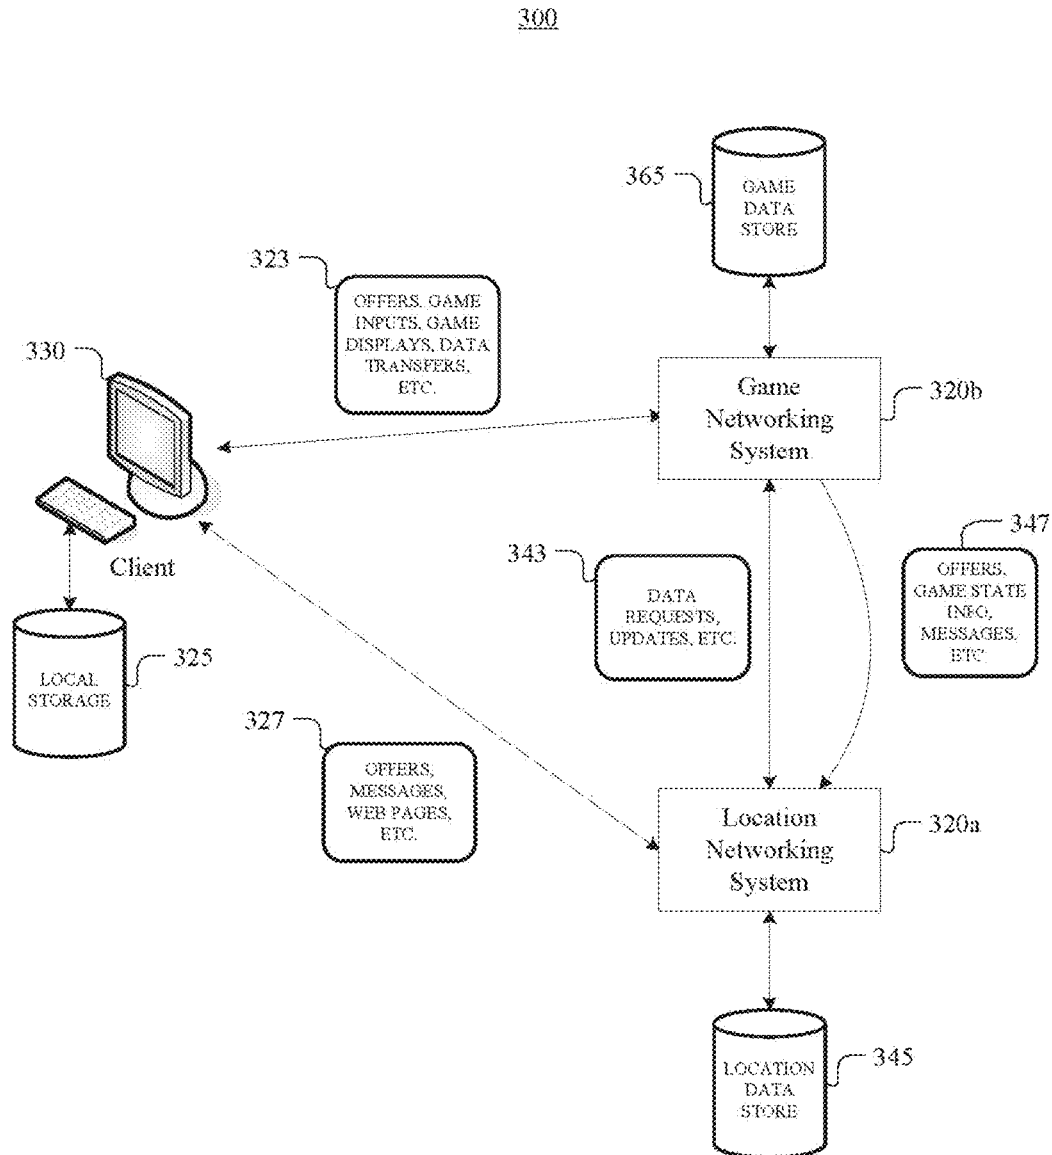 300
365
GAME
DATA
STORE
323
OFFERS, GAME
INPUTS, GAME
DISPLAYS, DATA
TRANSFERS,
ETC.
330
Game
Networking
System
320b
Client
343
DATA
REQUESTS,
UPDATES, ETC.
347
OFFERS,
GAME STATE
INFO,
MESSAGES,
ETC.
LOCAL
STORAGE
325
327
OFFERS,
MESSAGES,
WEB PAGES,
ETC.
Location
Networking
System
320a
LOCATION
DATA
STORE
345